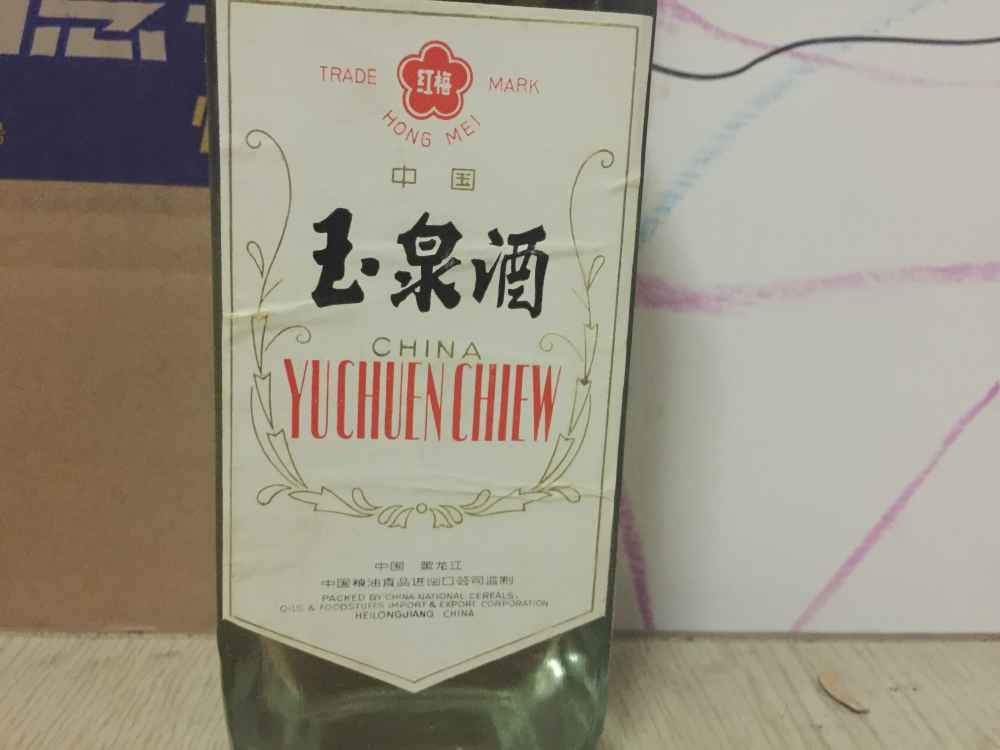 TRADE 红梅 MARK
HONG MEI
中国
玉泉酒
CHINA
YUCHUEN CHIEW
中国 黑龙江
中国粮油食品进出口公司监制
PACKED BY CHINA NATIONAL CEREALS,
OILS & FOODSTUFFS IMPORT & EXPORT CORPORATION
HEILONGJIANG CHINA